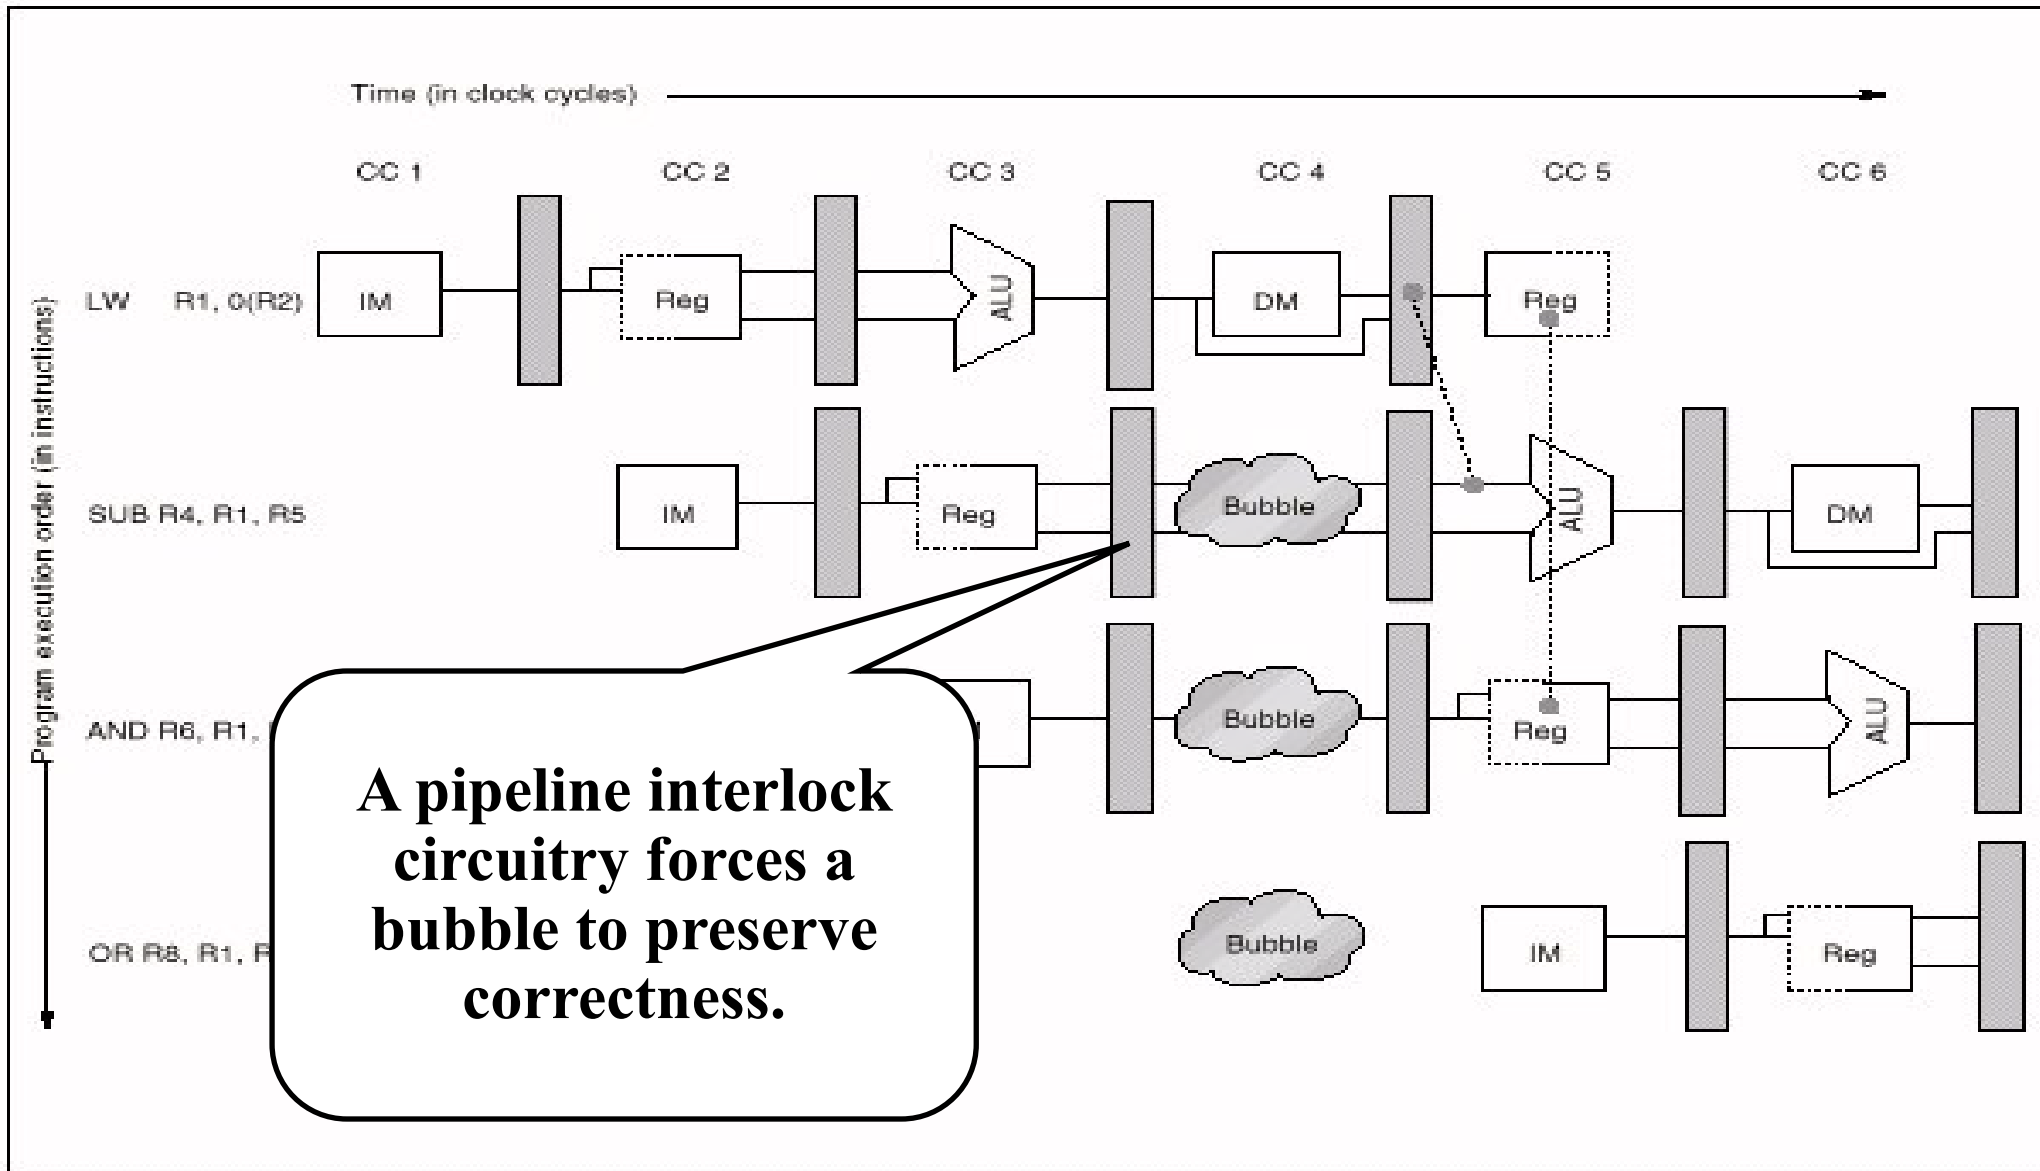 Time (in clock cycles)
CC 1 CC 2 CC 3 CC 4 CC 5 CC 6
Program execution order (in instructions)
LW R1, 0(R2) IM Reg ALU DM Reg
SUB R4, R1, R5 IM Reg Bubble ALU DM
AND R6, R1, Bubble Reg ALU
OR R8, R1, R Bubble IM Reg
A pipeline interlock
circuitry forces a
bubble to preserve
correctness.